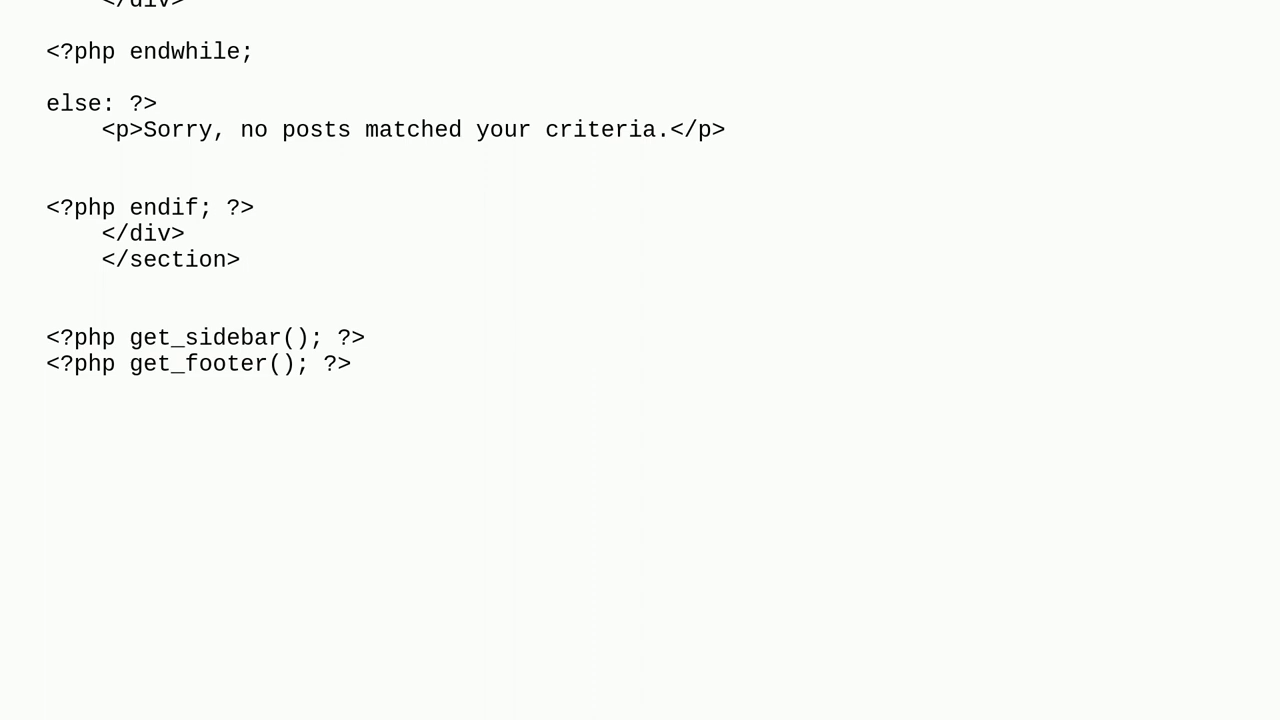 </div>
<?php endwhile;
else: ?>
<p>Sorry, no posts matched your criteria.</p>
<?php endif; ?>
</div>
</section>
<?php get_sidebar(); ?>
<?php get_footer(); ?>